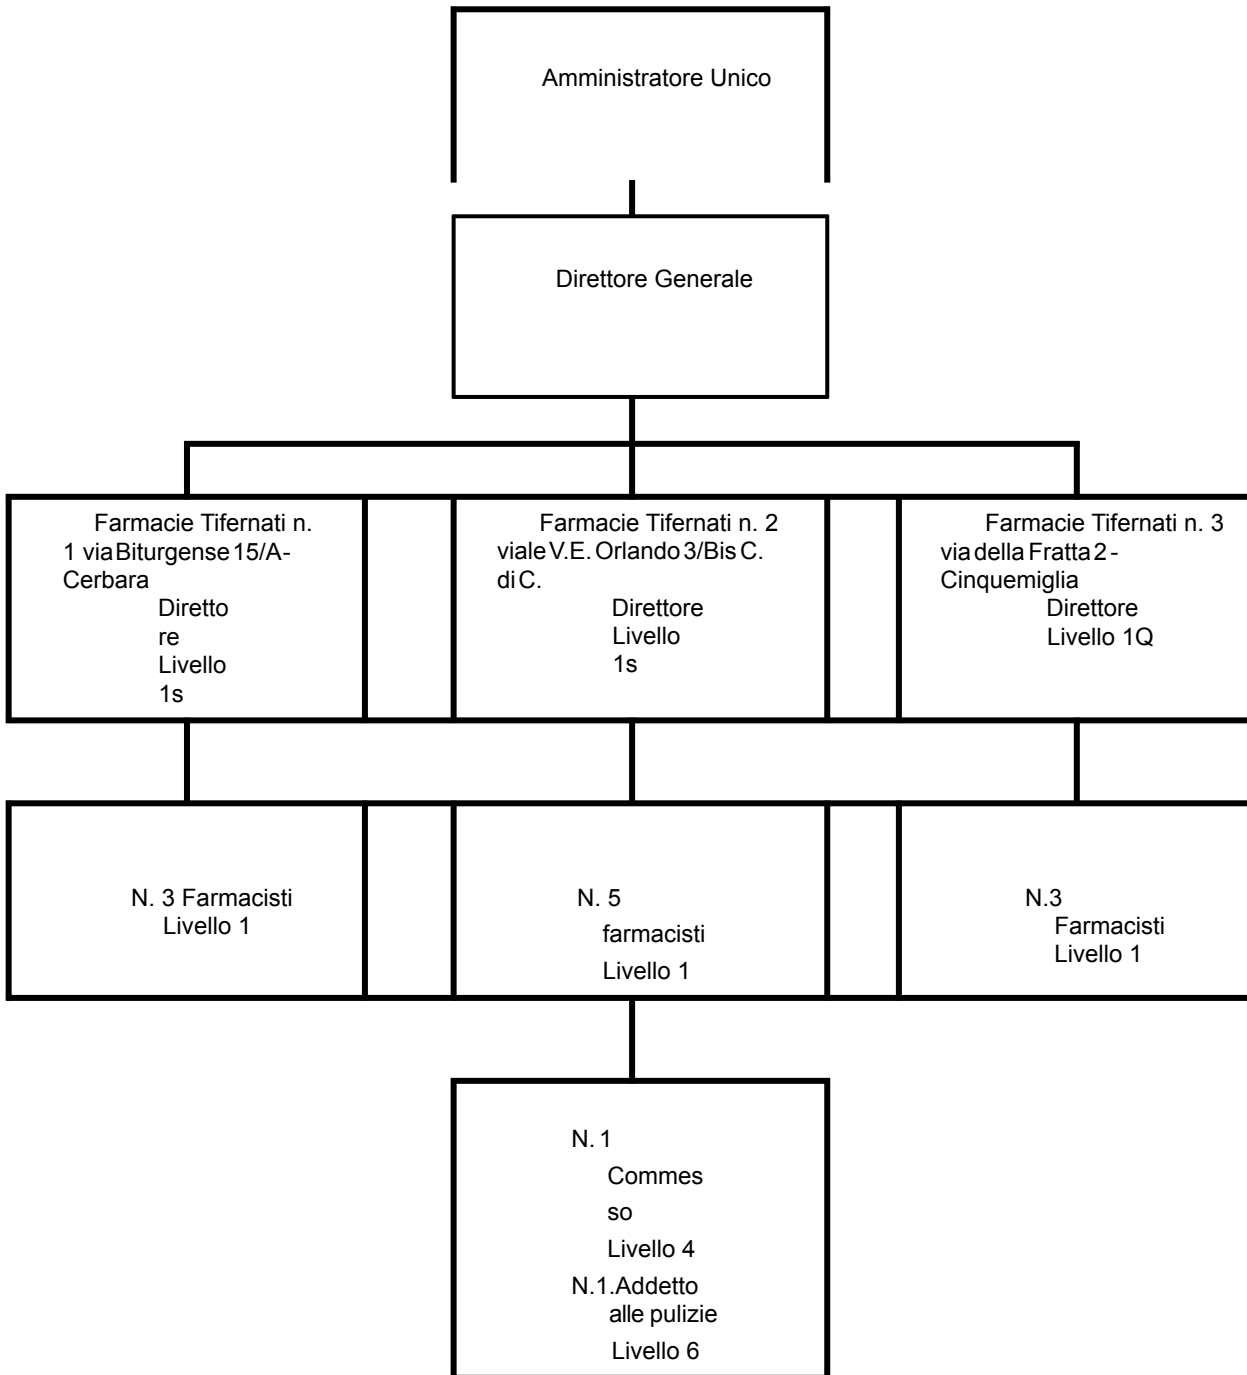 Amministratore Unico
Direttore Generale
Farmacie Tifernati n.
1 via Biturgense 15/A-
Cerbara
Diretto
re
Livello
1s
Farmacie Tifernati n. 2
viale V.E. Orlando 3/Bis C.
di C.
Direttore
Livello
1s
Farmacie Tifernati n. 3
via della Fratta 2 -
Cinquemiglia
Direttore
Livello 1Q
N. 3 Farmacisti
Livello 1
N. 5
farmacisti
Livello 1
N.3
Farmacisti
Livello 1
N. 1
Commes
so
Livello 4
N.1.Addetto
alle pulizie
Livello 6